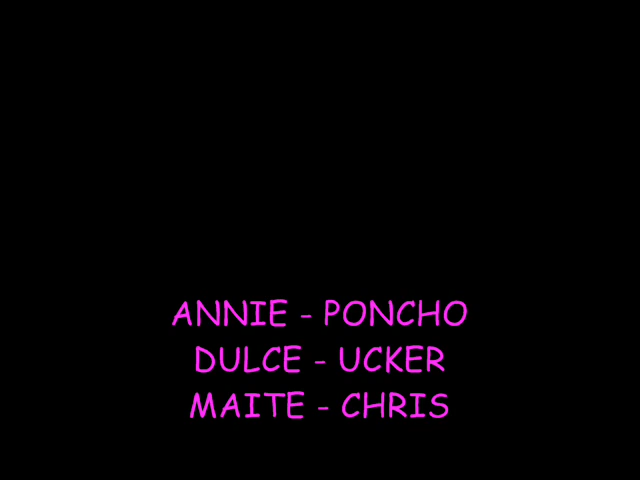 ANNIE - PONCHO
DULCE - UCKER
MAITE - CHRIS